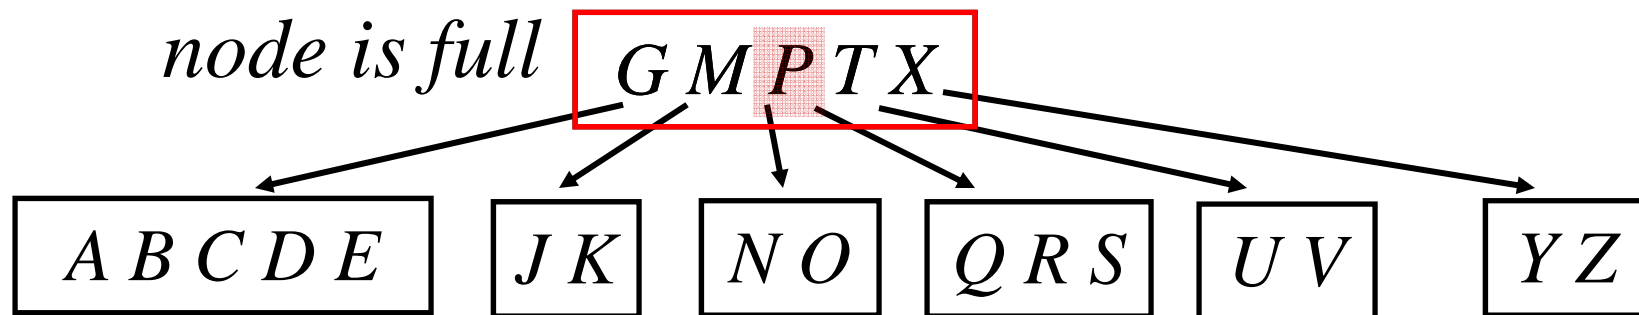 node is full G M P T X
A B C D E J K N O Q R S U V Y Z